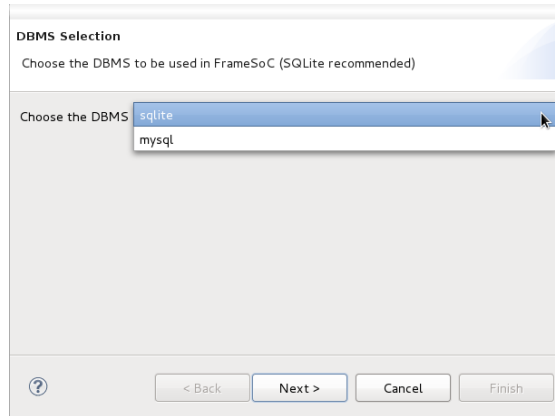 DBMS Selection
Choose the DBMS to be used in FrameSoC (SQLite recommended)
Choose the DBMS sqlite
mysql
? < Back Next > Cancel Finish